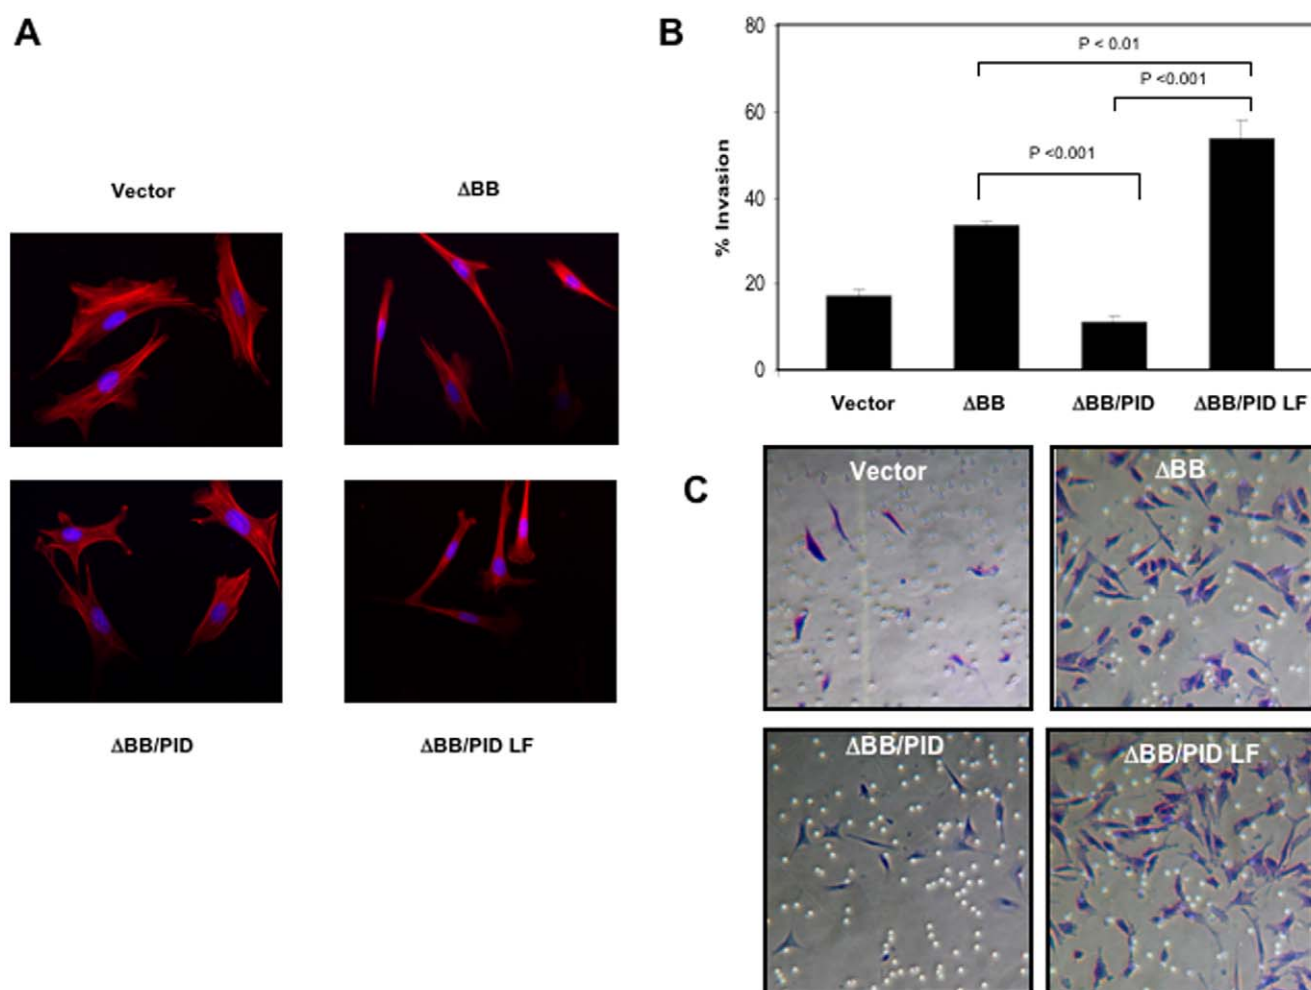 A
Vector
ΔBB
ΔBB/PID
ΔBB/PID LF
B
80
60
40
20
0
% Invasion
P < 0.01
P <0.001
P <0.001
Vector
ΔBB
ΔBB/PID
ΔBB/PID LF
C
Vector
ΔBB
ΔBB/PID
ΔBB/PID LF